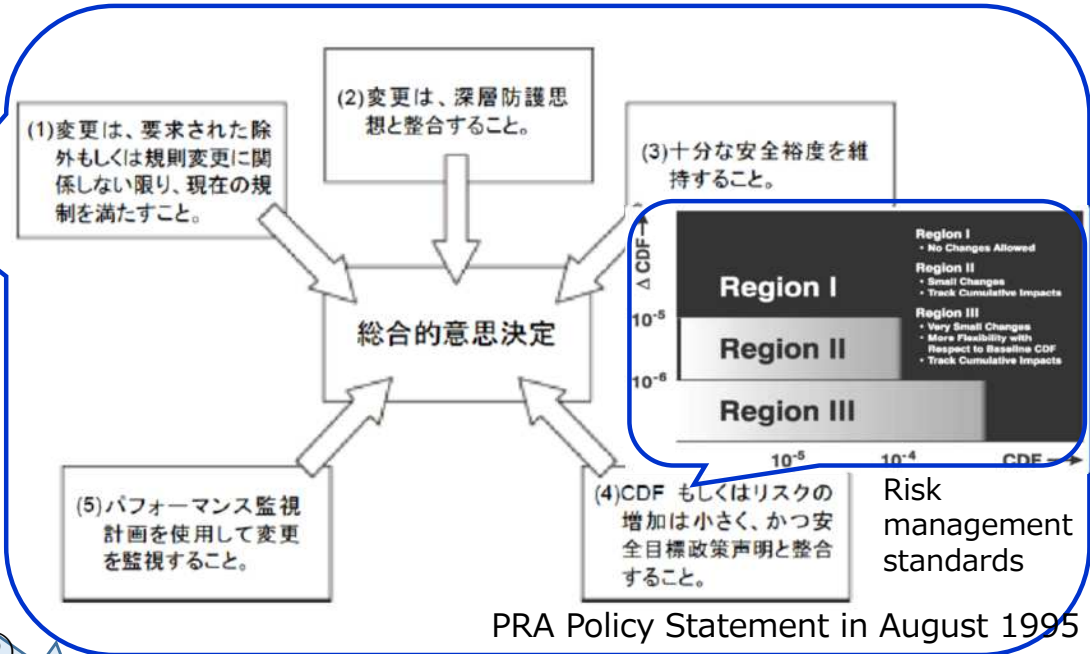 (1)変更は、要求された除
外もしくは規則変更に関
係しない限り、現在の規
制を満たすこと。
(2)変更は、深層防護思
想と整合すること。
(3)十分な安全裕度を維
持すること。
総合的意思決定
Δ CDF→
10-5
10-6
Region I
Region II
Region III
Region I
• No Changes Allowed
Region II
• Small Changes
• Track Cumulative Impacts
Region III
• Very Small Changes
• More Flexibility with
Respect to Baseline CDF
• Track Cumulative Impacts
10-5
10-4
CDF→
(5)パフォーマンス監視
計画を使用して変更
を監視すること。
(4)CDF もしくはリスクの
増加は小さく、かつ安
全目標政策声明と整合
すること。
Risk
management
standards
PRA Policy Statement in August 1995